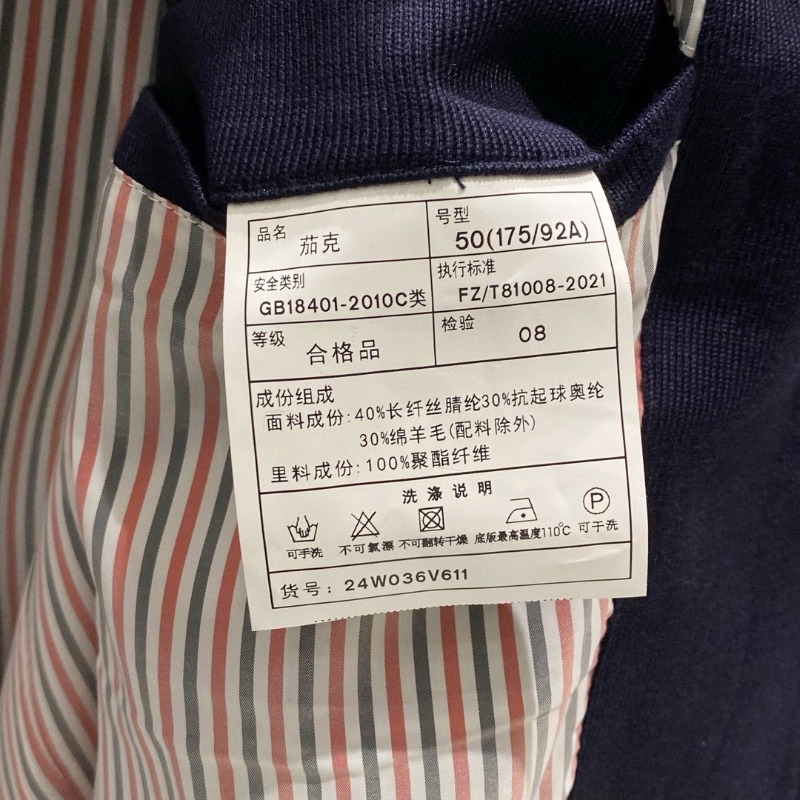 品名 茄克
号型 50(175/92A)
安全类别
GB18401-2010C类
执行标准
FZ/T81008-2021
等级 合格品
检验 08
成份组成
面料成份:40%长纤丝腈纶30%抗起球奥纶
30%绵羊毛(配料除外)
里料成份:100%聚酯纤维
洗涤说明
可手洗 不可氯漂 不可翻转干燥 底版最高温度110℃ 可干洗
P
货号:24W036V611